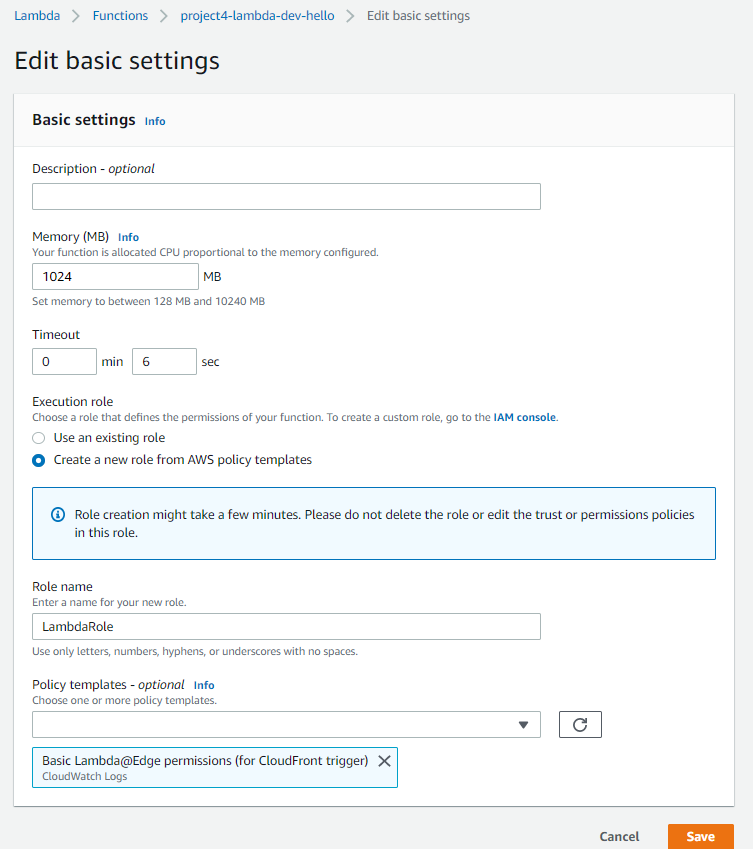 Lambda > Functions > project4-lambda-dev-hello > Edit basic settings
Edit basic settings
Basic settings Info
Description - optional
Memory (MB) Info
Your function is allocated CPU proportional to the memory configured.
1024 MB
Set memory to between 128 MB and 10240 MB
Timeout
0 min 6 sec
Execution role
Choose a role that defines the permissions of your function. To create a custom role, go to the IAM console.
Use an existing role
Create a new role from AWS policy templates
Role creation might take a few minutes. Please do not delete the role or edit the trust or permissions policies
in this role.
Role name
Enter a name for your new role.
LambdaRole
Use only letters, numbers, hyphens, or underscores with no spaces.
Policy templates - optional Info
Choose one or more policy templates.
Basic Lambda@Edge permissions (for CloudFront trigger)
CloudWatch Logs
Cancel Save